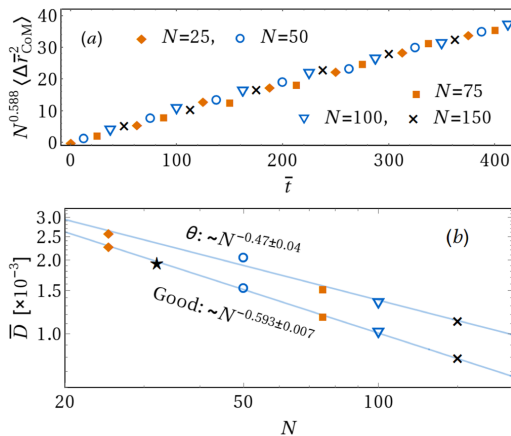 40
30
20
10
0
N^0.588 ⟨Δr̄²_CoM⟩
(a) ◆ N=25, ○ N=50
■ N=75
▽ N=100, × N=150
0 100 200 300 400
t̄
3.0
2.5
2.0
1.5
1.0
D̄ [×10⁻³]
(b)
θ: ~N^−0.47±0.04
Good: ~N^−0.593±0.007
20 50 100
N